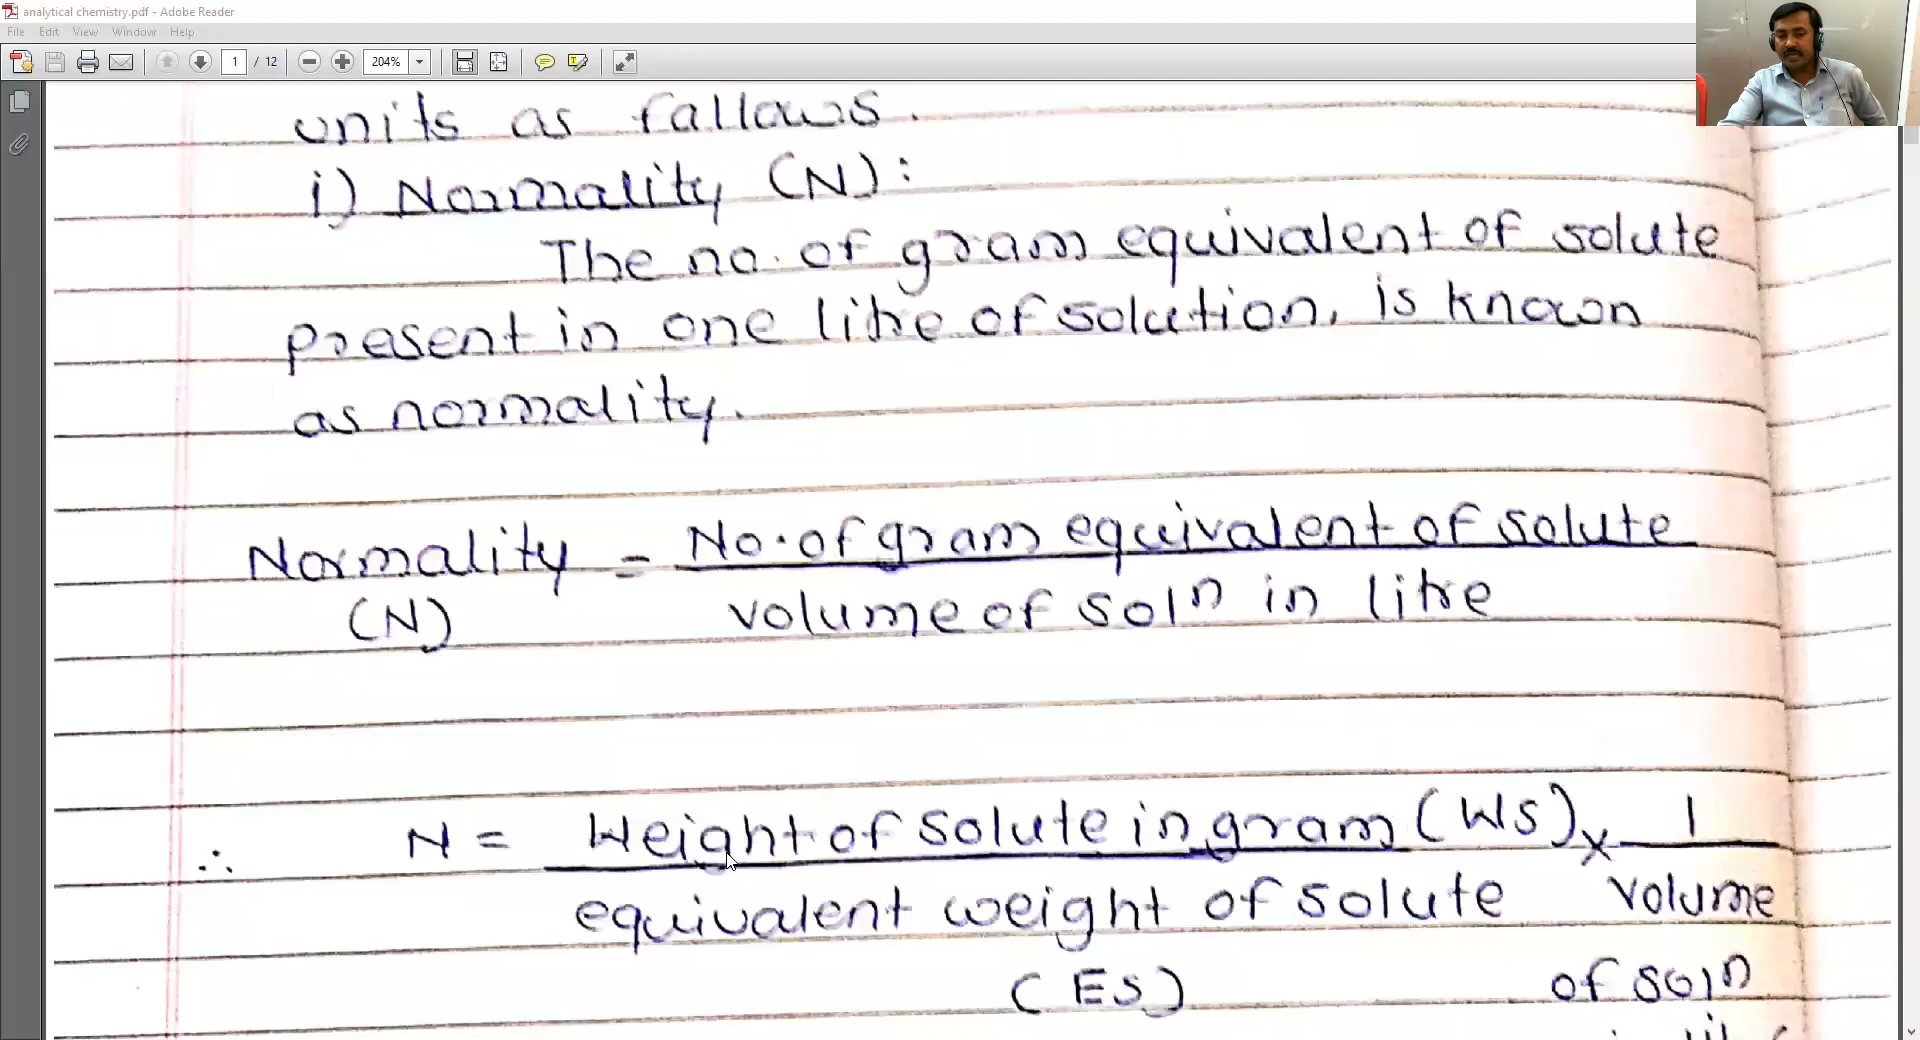 analytical chemistry.pdf - Adobe Reader
File Edit View Window Help
1 / 12 204%
units as fallows.
i) Normality (N):
The no. of gram equivalent of solute
present in one litre of solution, is known
as normality.
Normality = No. of gram equivalent of solute
(N) volume of solⁿ in litre
∴ N = Weight of solute in gram (WS) × 1
equivalent weight of solute volume
(ES) of solⁿ